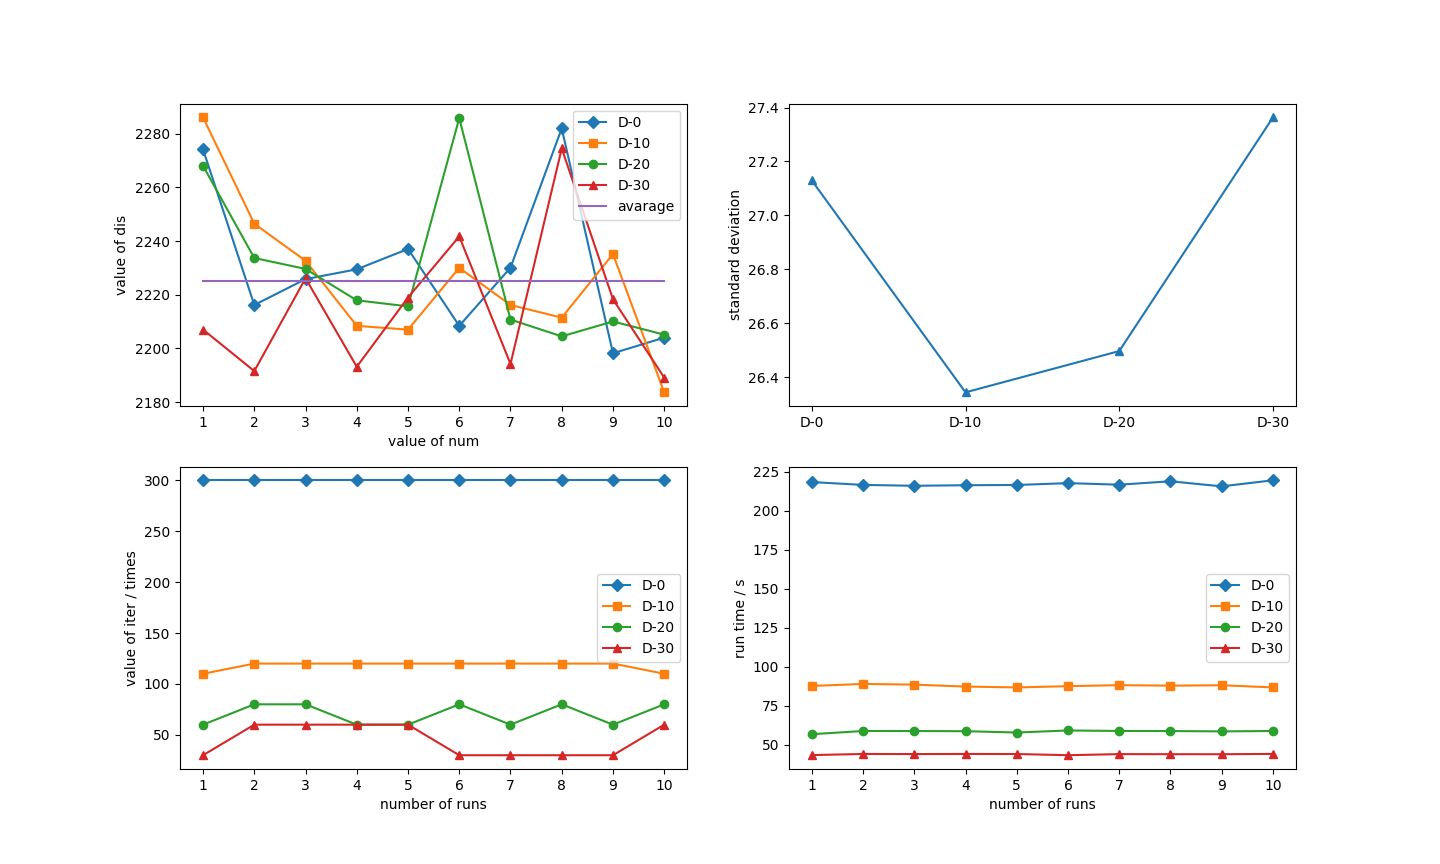 2280
2260
2240
2220
2200
2180
value of dis
1 2 3 4 5 6 7 8 9 10
value of num
D-0
D-10
D-20
D-30
avarage
27.4
27.2
27.0
26.8
26.6
26.4
standard deviation
D-0 D-10 D-20 D-30
300
250
200
150
100
50
value of iter / times
1 2 3 4 5 6 7 8 9 10
number of runs
D-0
D-10
D-20
D-30
225
200
175
150
125
100
75
50
run time / s
1 2 3 4 5 6 7 8 9 10
number of runs
D-0
D-10
D-20
D-30